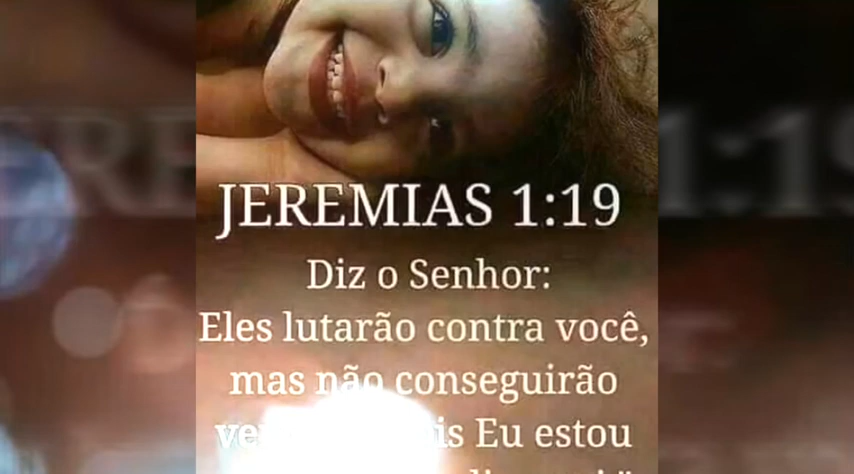 JEREMIAS 1:19
Diz o Senhor:
Eles lutarão contra você,
mas não conseguirão
Eu estou